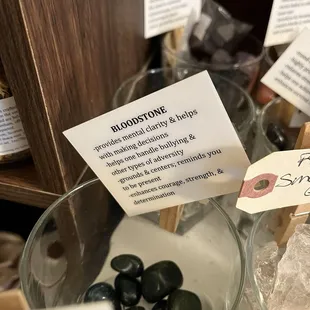 BLOODSTONE
-provides mental clarity & helps
with making decisions
-helps one handle bullying &
other types of adversity
-grounds & centers; reminds you
to be present
-enhances courage, strength, &
determination